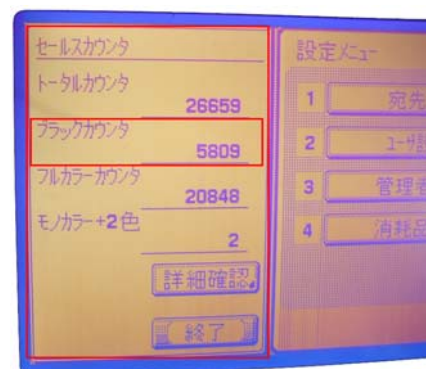 セールスカウンタ
トータルカウンタ
26659
ブラックカウンタ
5809
フルカラーカウンタ
20848
モノカラー+2色
2
詳細確認
終了
設定メニュー
1 宛先
2 ユーザ
3 管理者
4 消耗品